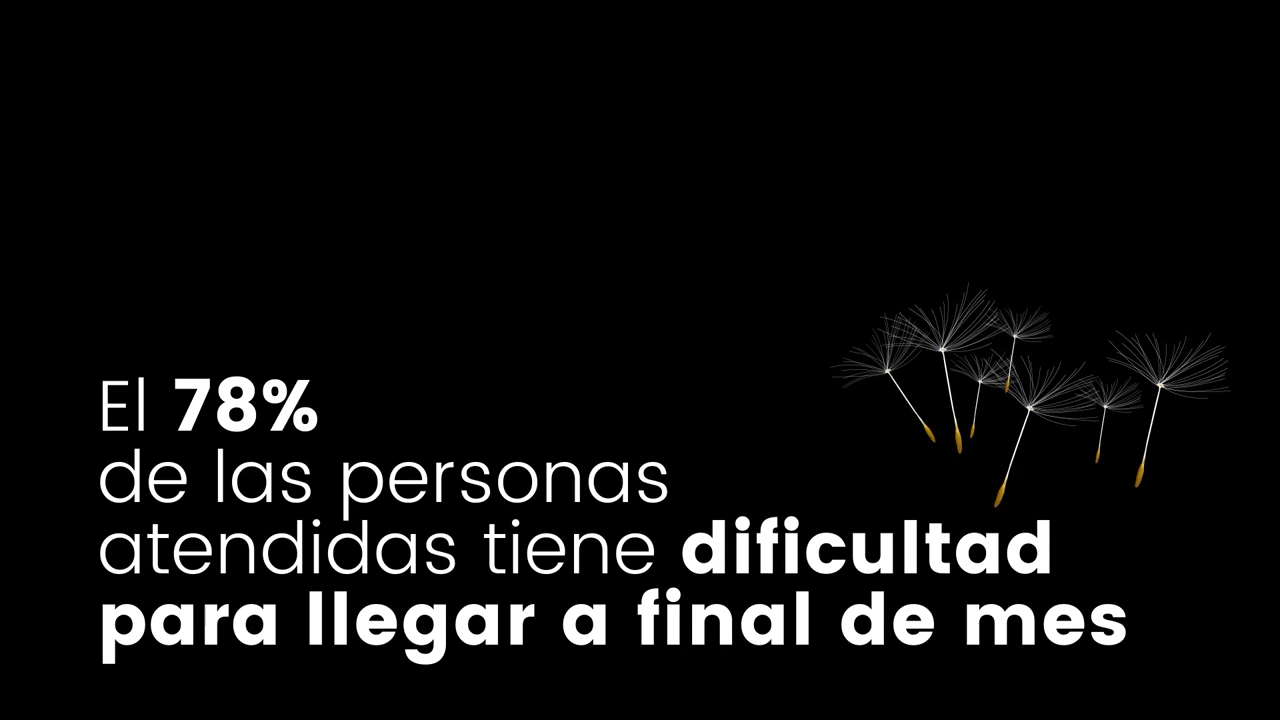 El 78%
de las personas
atendidas tiene dificultad
para llegar a final de mes